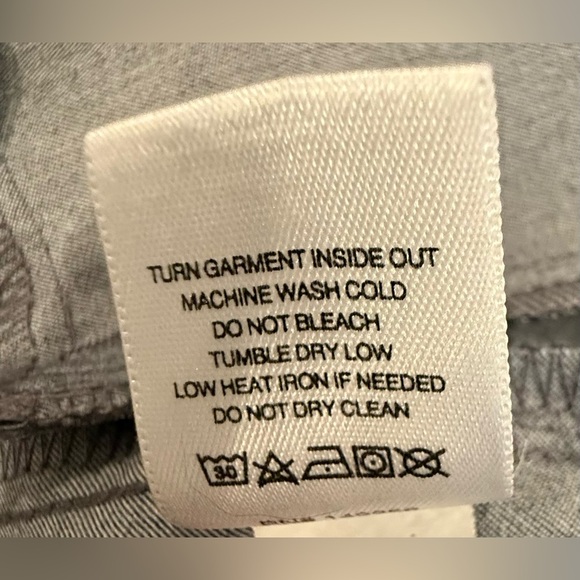 TURN GARMENT INSIDE OUT
MACHINE WASH COLD
DO NOT BLEACH
TUMBLE DRY LOW
LOW HEAT IRON IF NEEDED
DO NOT DRY CLEAN
30